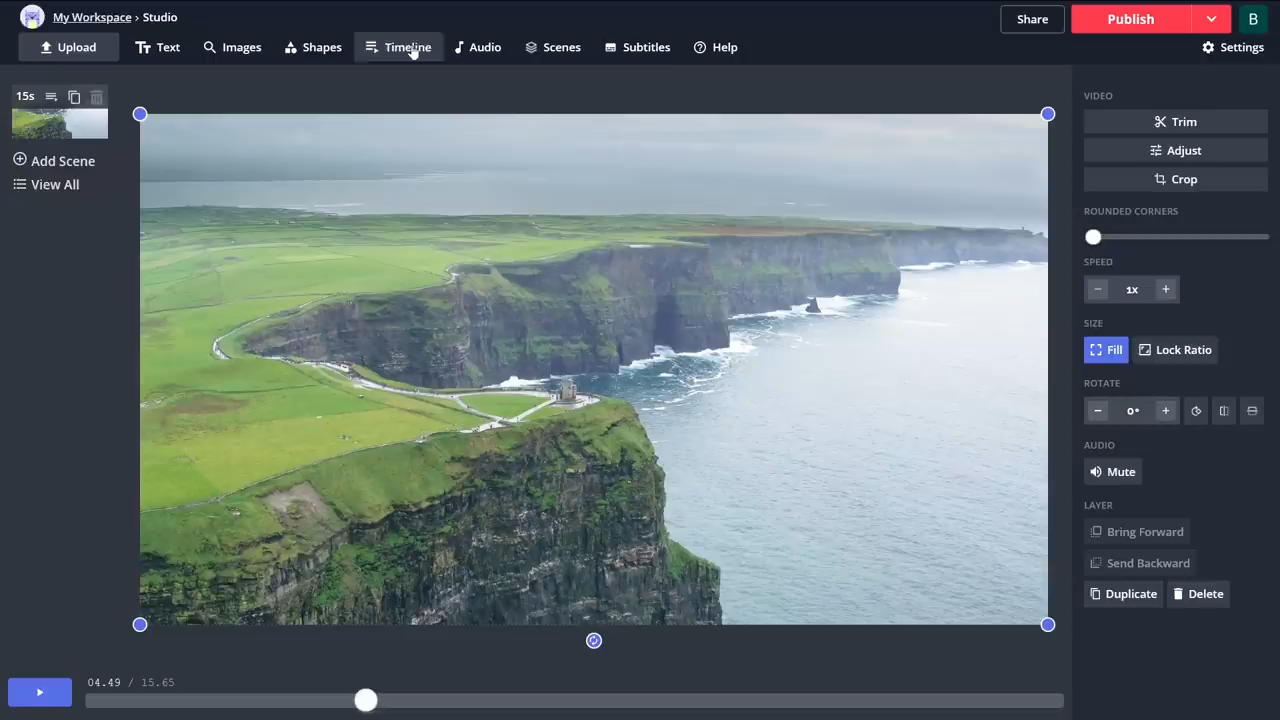 My Workspace › Studio
Share
Publish
B
Upload
Text
Images
Shapes
Timeline
Audio
Scenes
Subtitles
Help
Settings
15s
Add Scene
View All
VIDEO
Trim
Adjust
Crop
ROUNDED CORNERS
SPEED
− 1x +
SIZE
Fill
Lock Ratio
ROTATE
− 0° +
AUDIO
Mute
LAYER
Bring Forward
Send Backward
Duplicate
Delete
04.49 / 15.65